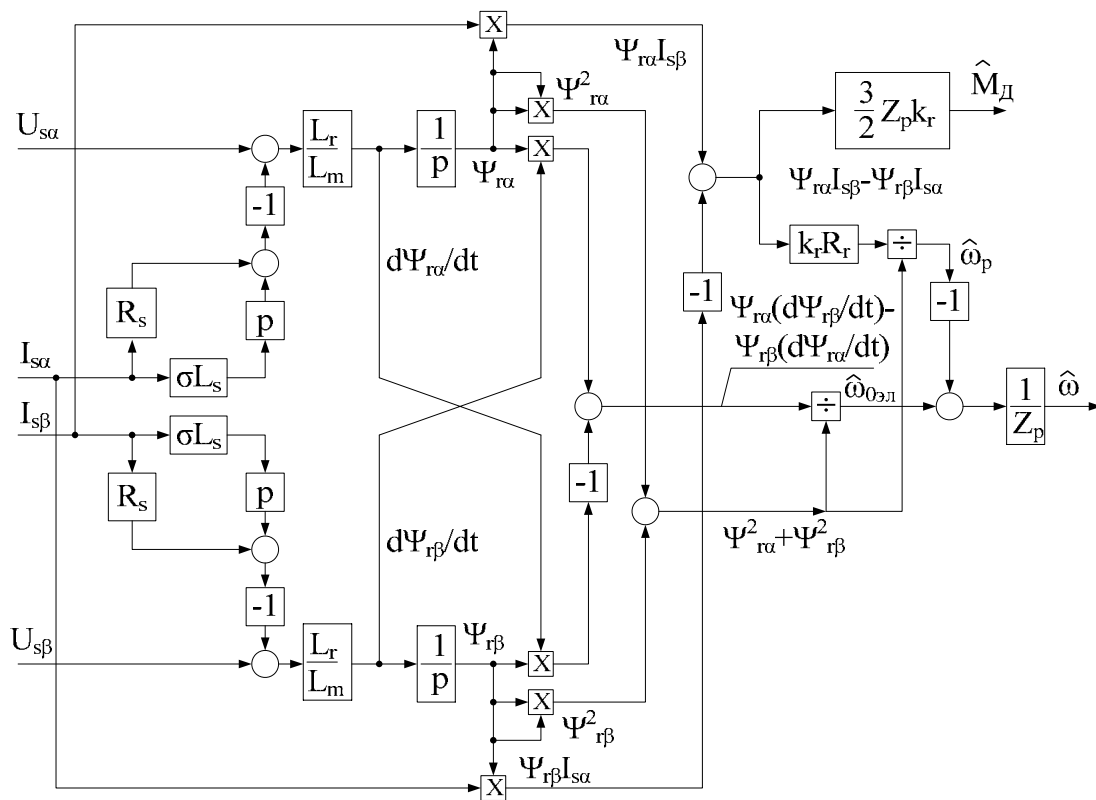 X
Ψrα Isβ
M̂Д
Ψ²rα
3/2 Zp kr
X
Usα
Lr/Lm
1/p
X
Ψrα
-1
Ψrα Isβ-Ψrβ Isα
kr Rr
÷
ω̂p
dΨrα/dt
Rs
p
-1
-1
Ψrα(dΨrβ/dt)-
Ψrβ(dΨrα/dt)
Isα
σLs
÷
ω̂0эл
1/Zp
ω̂
Isβ
σLs
Rs
p
-1
dΨrβ/dt
Ψ²rα+Ψ²rβ
-1
Usβ
Lr/Lm
1/p
Ψrβ
X
X
Ψ²rβ
Ψrβ Isα
X